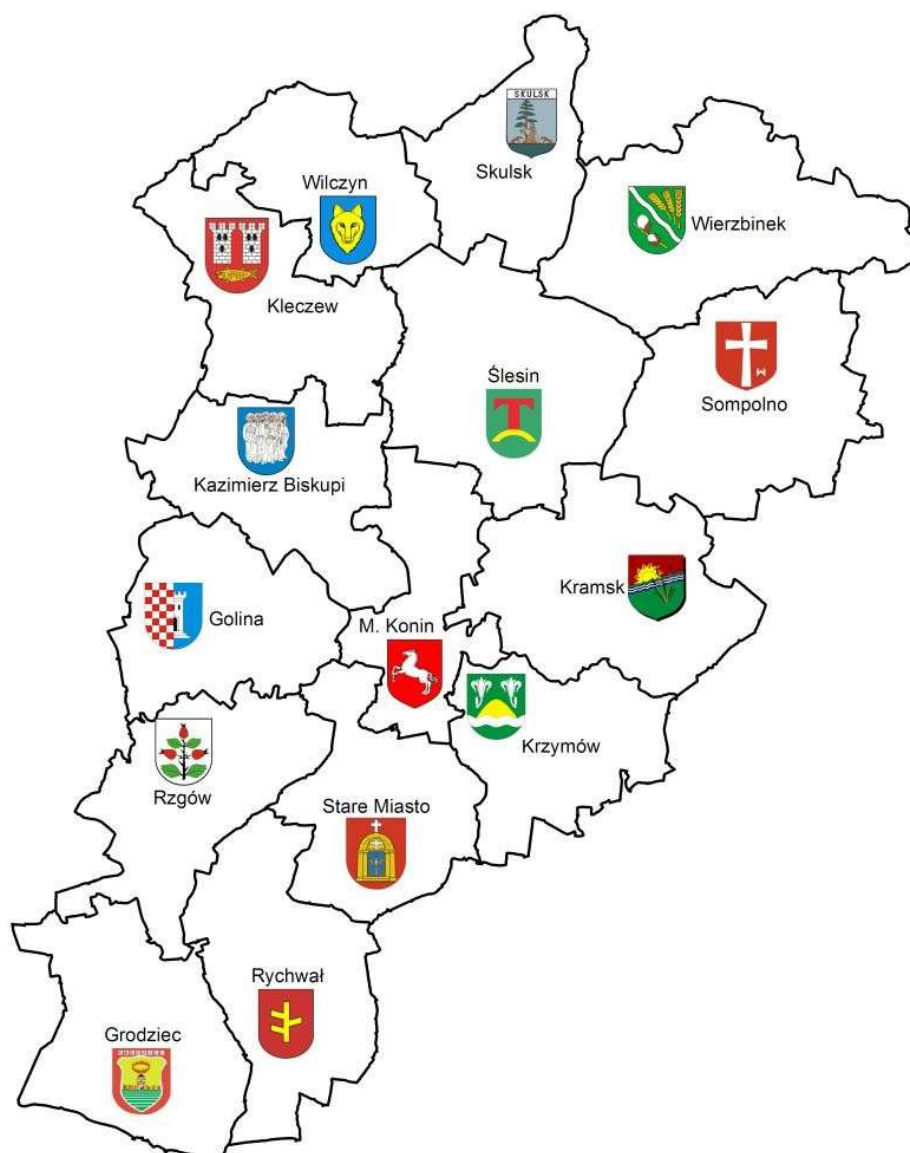 SKULSK
Skulsk
Wilczyn
Wierzbinek
Kleczew
Ślesin
Sompolno
Kazimierz Biskupi
Kramsk
Golina
M. Konin
Krzymów
Rzgów
Stare Miasto
Rychwał
Grodziec